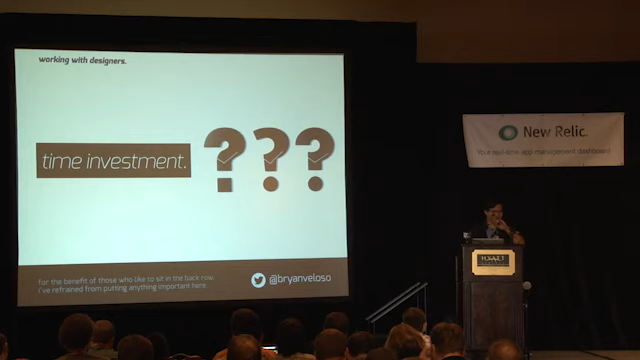 working with designers.
time investment.
???
for the benefit of those who like to sit in the back row,
i've refrained from putting anything important here.
@bryanveloso
New Relic.
Your real-time app management dashboard
HYATT